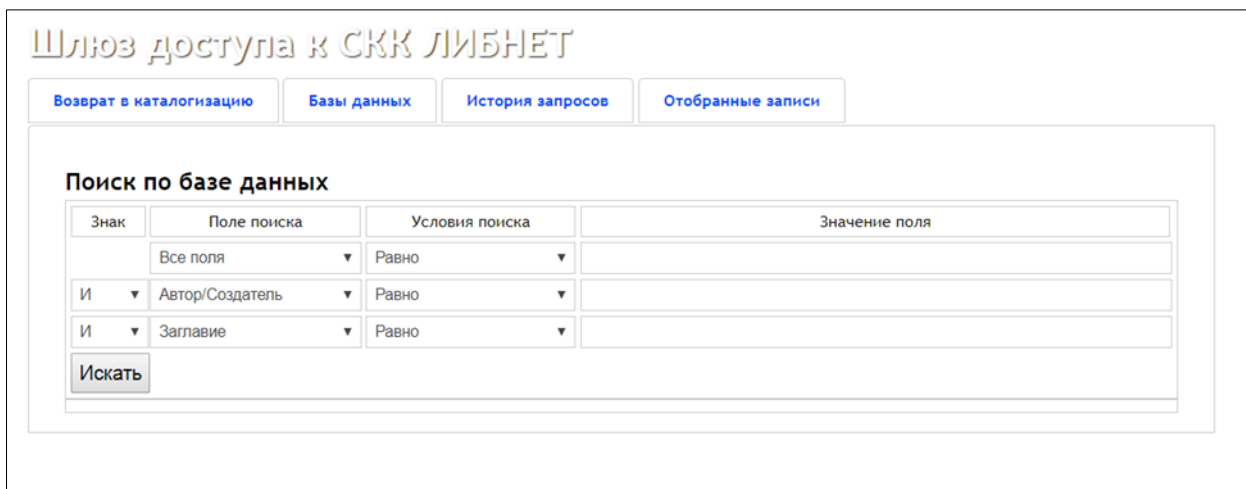 Шлюз доступа к СКК ЛИБНЕТ
Возврат в каталогизацию Базы данных История запросов Отобранные записи
Поиск по базе данных
Знак Поле поиска Условия поиска Значение поля
Все поля Равно
И Автор/Создатель Равно
И Заглавие Равно
Искать